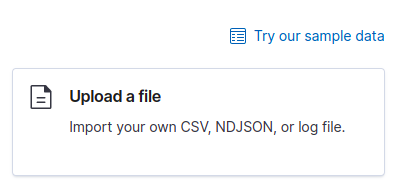 Try our sample data
Upload a file
Import your own CSV, NDJSON, or log file.